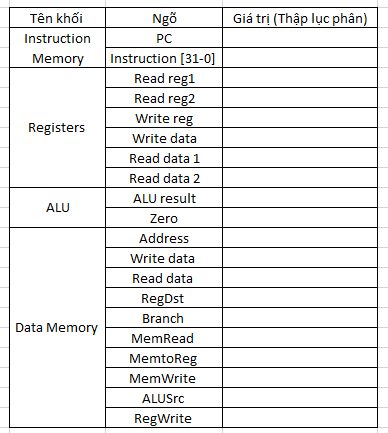 Tên khối Ngõ Giá trị (Thập lục phân)
Instruction Memory PC
Instruction [31-0]
Registers Read reg1
Read reg2
Write reg
Write data
Read data 1
Read data 2
ALU ALU result
Zero
Data Memory Address
Write data
Read data
RegDst
Branch
MemRead
MemtoReg
MemWrite
ALUSrc
RegWrite